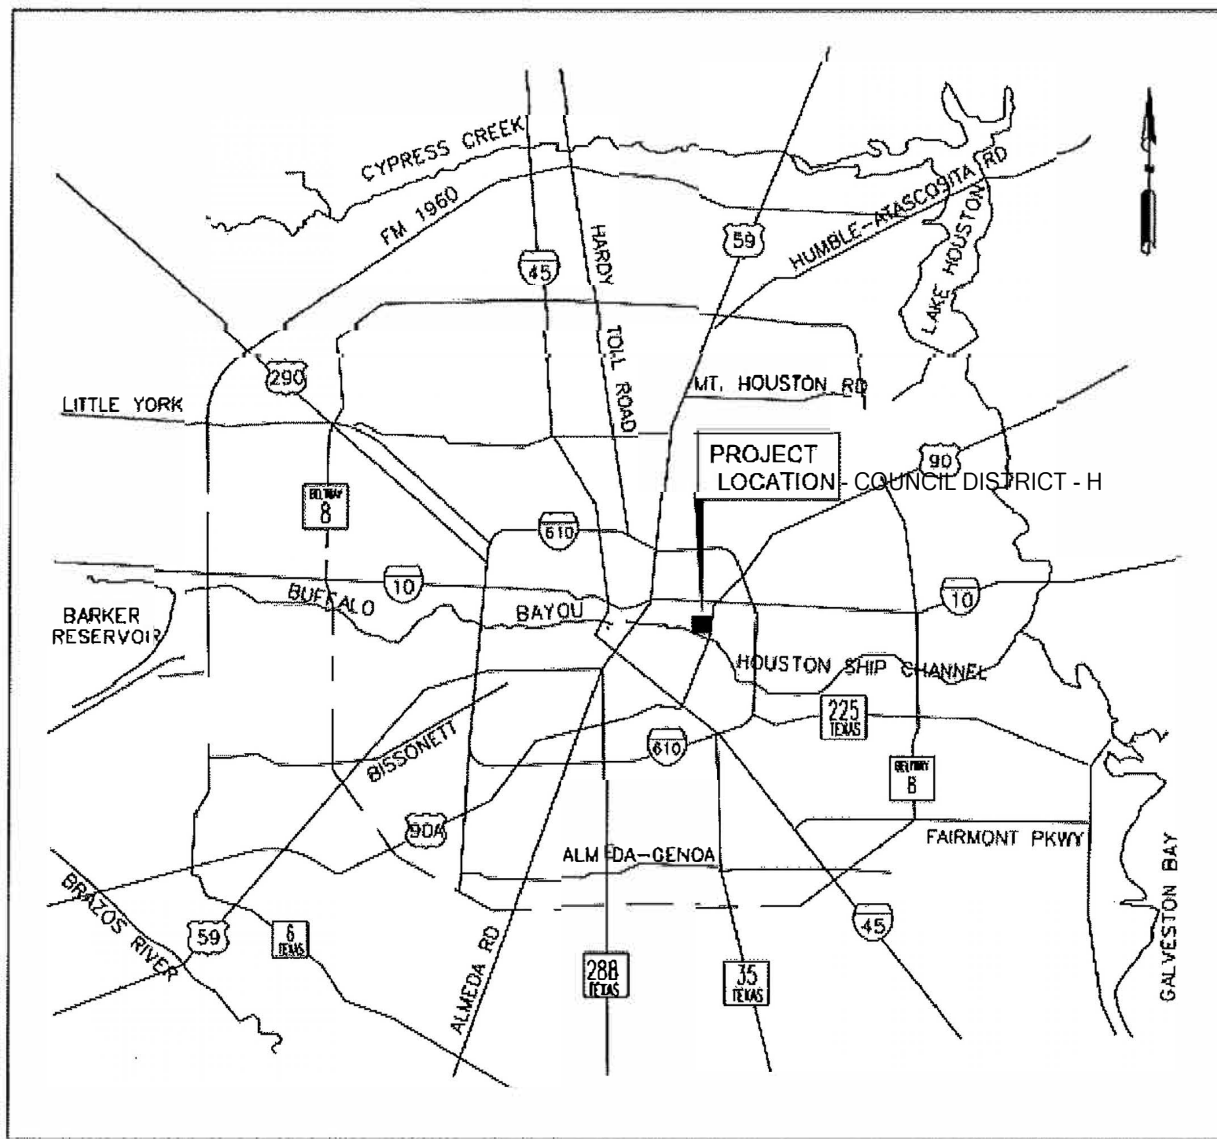 CYPRESS CREEK
FM 1960
HARDY
TOLL ROAD
45
59
HUMBLE-ATASCOSITA RD
LAKE HOUSTON
290
LITTLE YORK
MT. HOUSTON RD
PROJECT
LOCATION - COUNCIL DISTRICT - H
90
BELTWAY
8
610
10
BUFFALO
BAYOU
10
BARKER
RESERVOIR
HOUSTON SHIP CHANNEL
225
TEXAS
BISSONETT
610
BELTWAY
8
90A
FAIRMONT PKWY
ALMEDA-GENOA
GALVESTON BAY
BRAZOS RIVER
59
6
TEXAS
ALMEDA RD
288
TEXAS
35
TEXAS
45